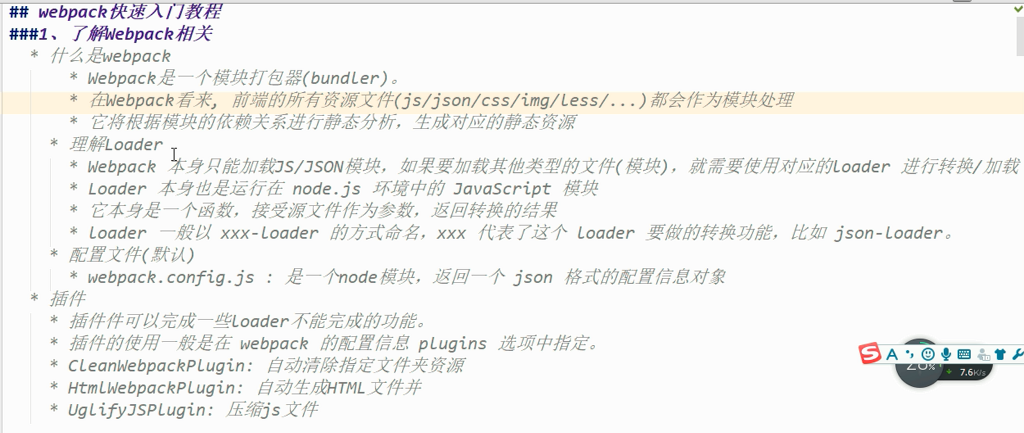 ## webpack快速入门教程
###1、了解Webpack相关
* 什么是webpack
* Webpack是一个模块打包器(bundler)。
* 在Webpack看来, 前端的所有资源文件(js/json/css/img/less/...)都会作为模块处理
* 它将根据模块的依赖关系进行静态分析，生成对应的静态资源
* 理解Loader
* Webpack 本身只能加载JS/JSON模块，如果要加载其他类型的文件(模块)，就需要使用对应的Loader 进行转换/加载
* Loader 本身也是运行在 node.js 环境中的 JavaScript 模块
* 它本身是一个函数，接受源文件作为参数，返回转换的结果
* loader 一般以 xxx-loader 的方式命名，xxx 代表了这个 loader 要做的转换功能，比如 json-loader。
* 配置文件(默认)
* webpack.config.js : 是一个node模块，返回一个 json 格式的配置信息对象
* 插件
* 插件件可以完成一些loader不能完成的功能。
* 插件的使用一般是在 webpack 的配置信息 plugins 选项中指定。
* CleanWebpackPlugin: 自动清除指定文件夹资源
* HtmlWebpackPlugin: 自动生成HTML文件并
* UglifyJSPlugin: 压缩js文件
7.6K/s